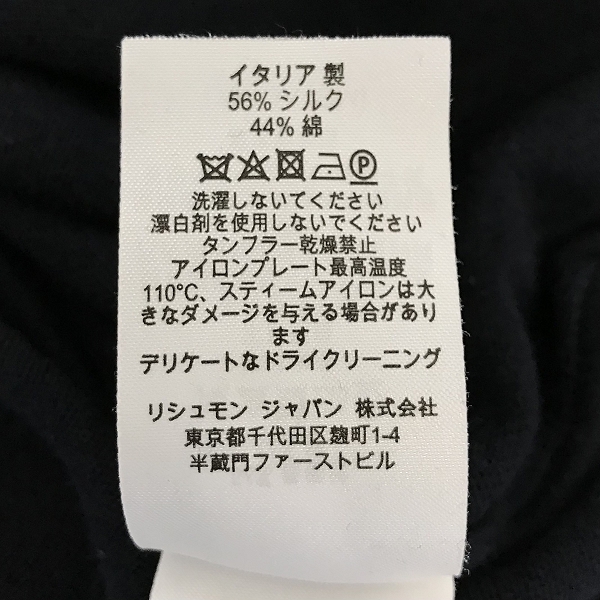 イタリア 製
56% シルク
44% 綿
P
洗濯しないてください
漂白剤を使用しないでください
タンフラー乾燥禁止
アイロンプレート最高温度
110°C、スティームアイロンは大
きなダメージを与える場合があり
ます
デリケートなドライクリーニング
リシュモン ジャパン 株式会社
東京都千代田区麹町1-4
半蔵門ファーストビル